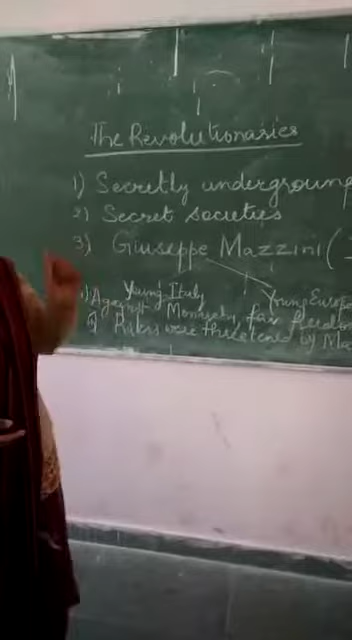 The Revolutionaries
1) Secretly underground
2) Secret societies
3) Giuseppe Mazzini (
Young Italy Young Europe
Against Monarchy, for freedom
Rulers were threatened by Ma